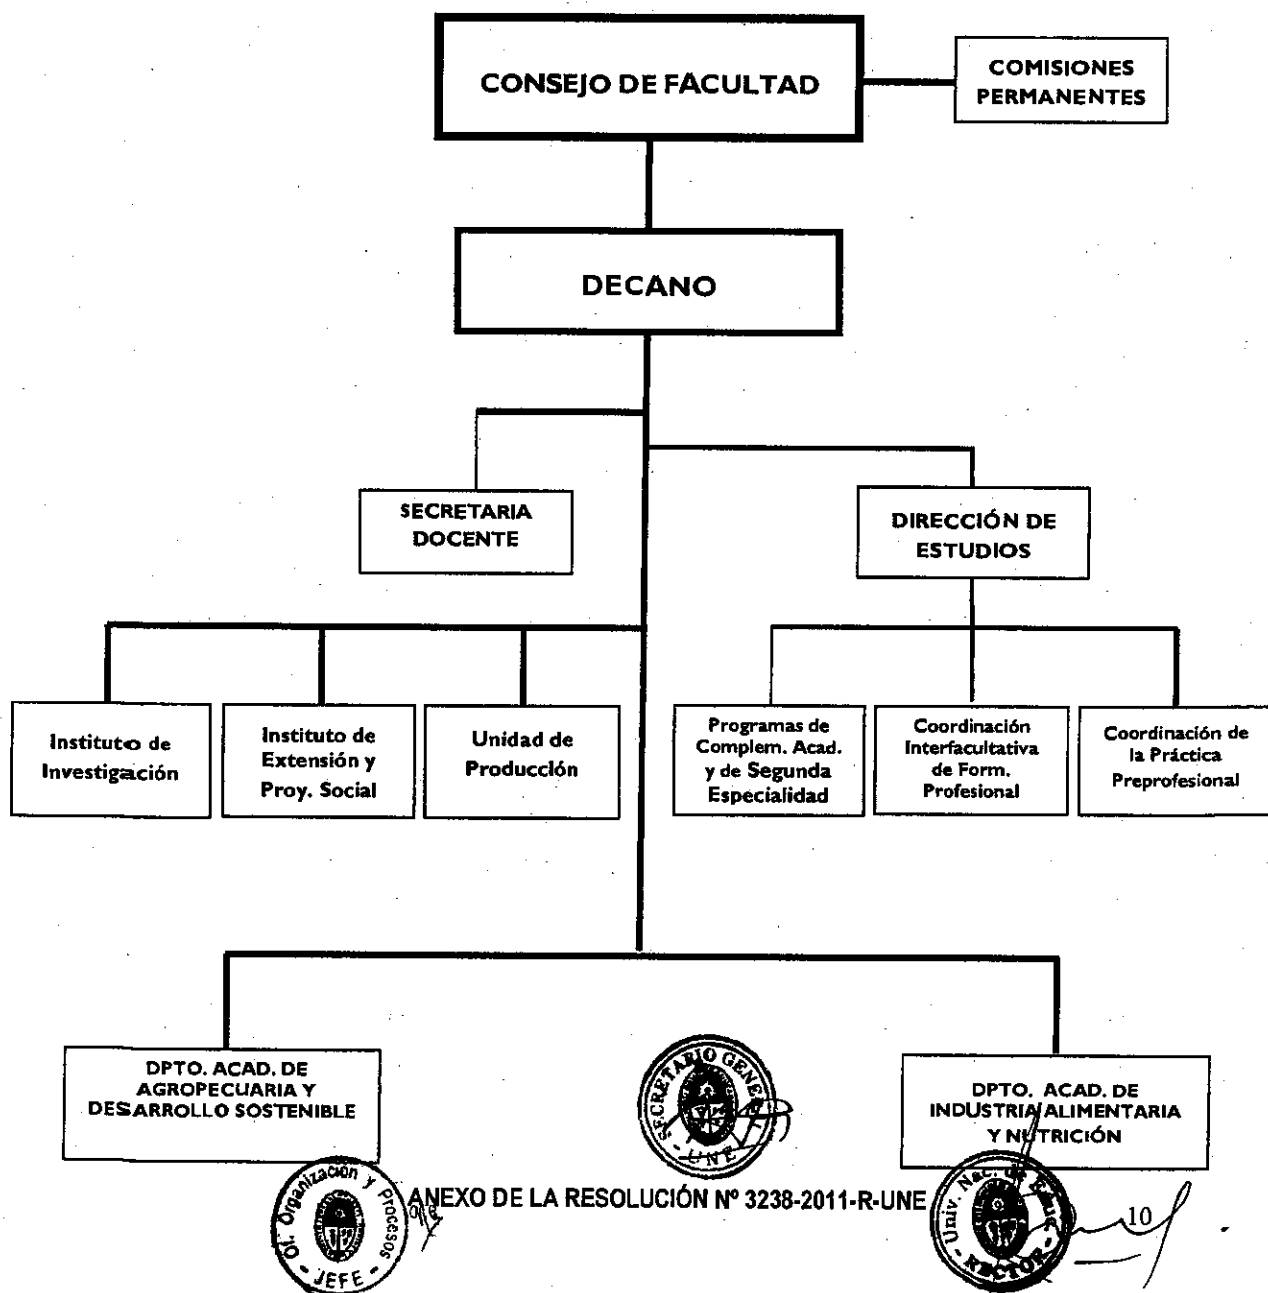 CONSEJO DE FACULTAD
COMISIONES
PERMANENTES
DECANO
SECRETARIA
DOCENTE
DIRECCIÓN DE
ESTUDIOS
Instituto de
Investigación
Instituto de
Extensión y
Proy. Social
Unidad de
Producción
Programas de
Complem. Acad.
y de Segunda
Especialidad
Coordinación
Interfacultativa
de Form.
Profesional
Coordinación de
la Práctica
Preprofesional
DPTO. ACAD. DE
AGROPECUARIA Y
DESARROLLO SOSTENIBLE
DPTO. ACAD. DE
INDUSTRIA ALIMENTARIA
Y NUTRICIÓN
SECRETARIO GENE
- UNE
Of. Organización y Procesos
- JEFE -
ANEXO DE LA RESOLUCIÓN Nº 3238-2011-R-UNE
Univ. Nac. de Educ.
- RECTOR -
10